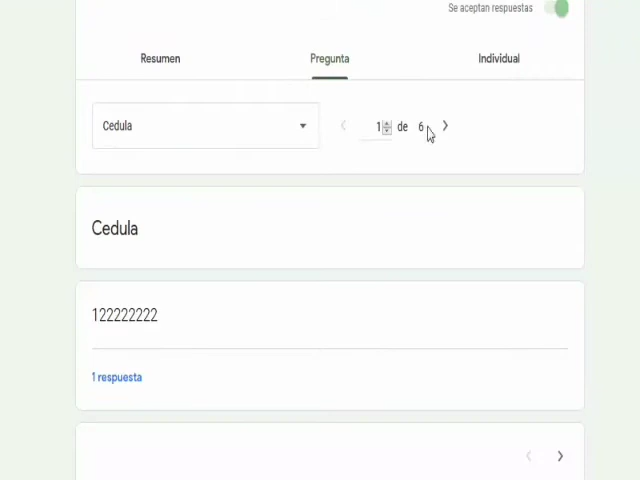 Se aceptan respuestas
Resumen Pregunta Individual
Cedula 1 de 6
Cedula
122222222
1 respuesta